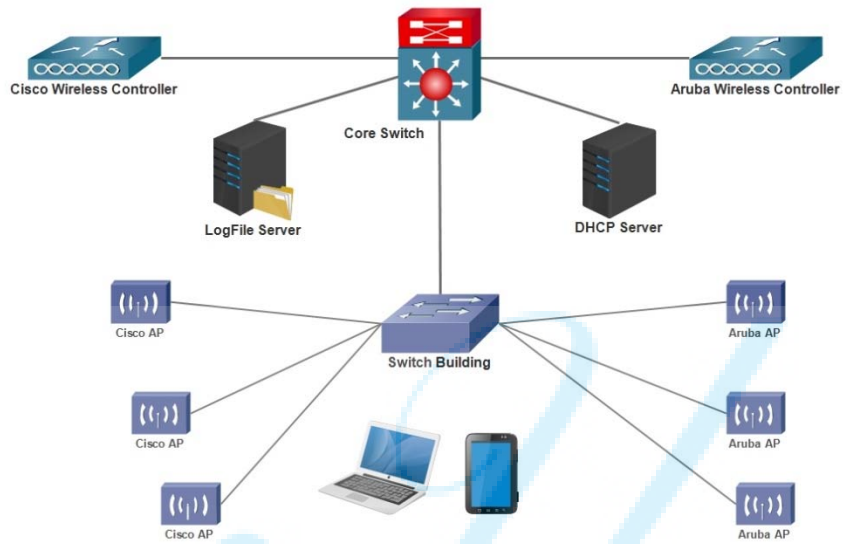 Cisco Wireless Controller
Aruba Wireless Controller
Core Switch
LogFile Server
DHCP Server
Cisco AP
Aruba AP
Switch Building
Cisco AP
Aruba AP
Cisco AP
Aruba AP